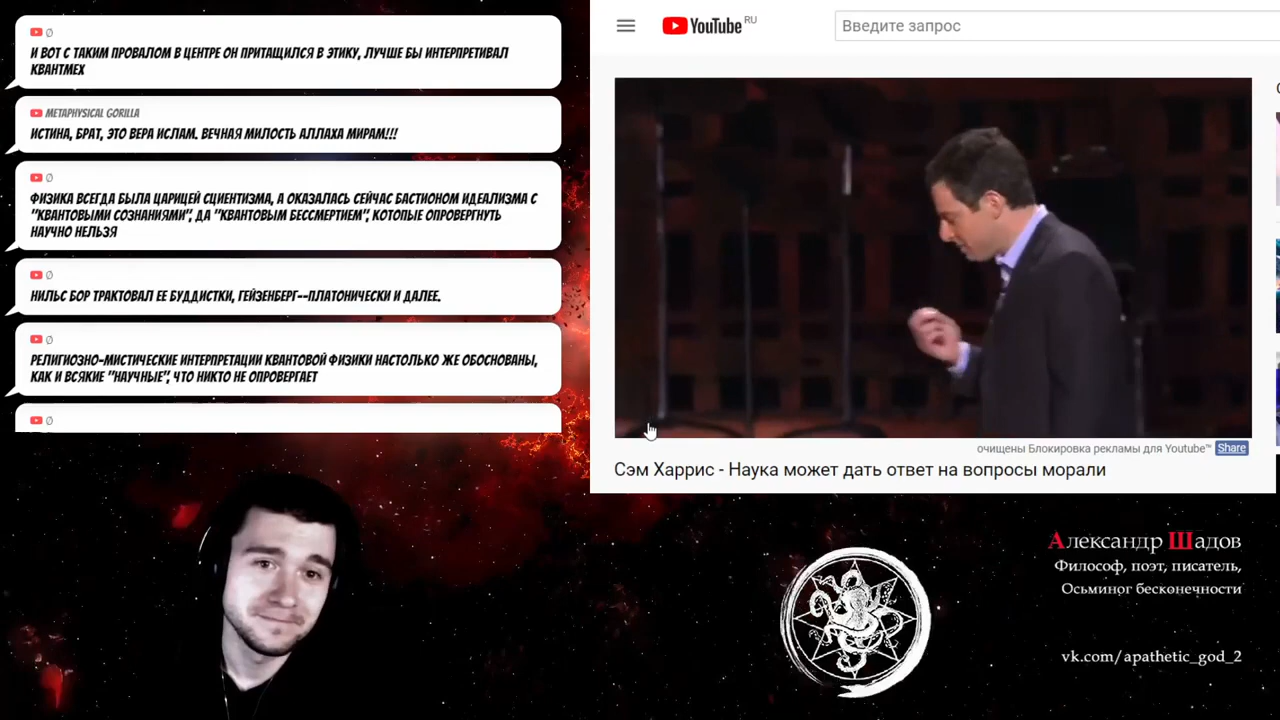 Ø
И ВОТ С ТАКИМ ПРОВАЛОМ В ЦЕНТРЕ ОН ПРИТАЩИЛСЯ В ЭТИКУ, ЛУЧШЕ БЫ ИНТЕРПРЕТИВАЛ
КВАНТМЕХ
METAPHYSICAL GORILLA
ИСТИНА, БРАТ, ЭТО ВЕРА ИСЛАМ. ВЕЧНАЯ МИЛОСТЬ АЛЛАХА МИРАМ!!!
Ø
ФИЗИКА ВСЕГДА БЫЛА ЦАРИЦЕЙ СЦИЕНТИЗМА, А ОКАЗАЛАСЬ СЕЙЧАС БАСТИОНОМ ИДЕАЛИЗМА С
"КВАНТОВЫМИ СОЗНАНИЯМИ", ДА "КВАНТОВЫМ БЕССМЕРТИЕМ", КОТОПЫЕ ОПРОВЕРГНУТЬ
НАУЧНО НЕЛЬЗЯ
Ø
НИЛЬС БОР ТРАКТОВАЛ ЕЕ БУДДИСТКИ, ГЕЙЗЕНБЕРГ--ПЛАТОНИЧЕСКИ И ДАЛЕЕ.
Ø
РЕЛИГИОЗНО-МИСТИЧЕСКИЕ ИНТЕРПРЕТАЦИИ КВАНТОВОЙ ФИЗИКИ НАСТОЛЬКО ЖЕ ОБОСНОВАНЫ,
КАК И ВСЯКИЕ "НАУЧНЫЕ", ЧТО НИКТО НЕ ОПРОВЕРГАЕТ
Ø
YouTube RU
Введите запрос
очищены Блокировка рекламы для Youtube™ Share
Сэм Харрис - Наука может дать ответ на вопросы морали
Александр Шадов
Философ, поэт, писатель,
Осьминог бесконечности
vk.com/apathetic_god_2